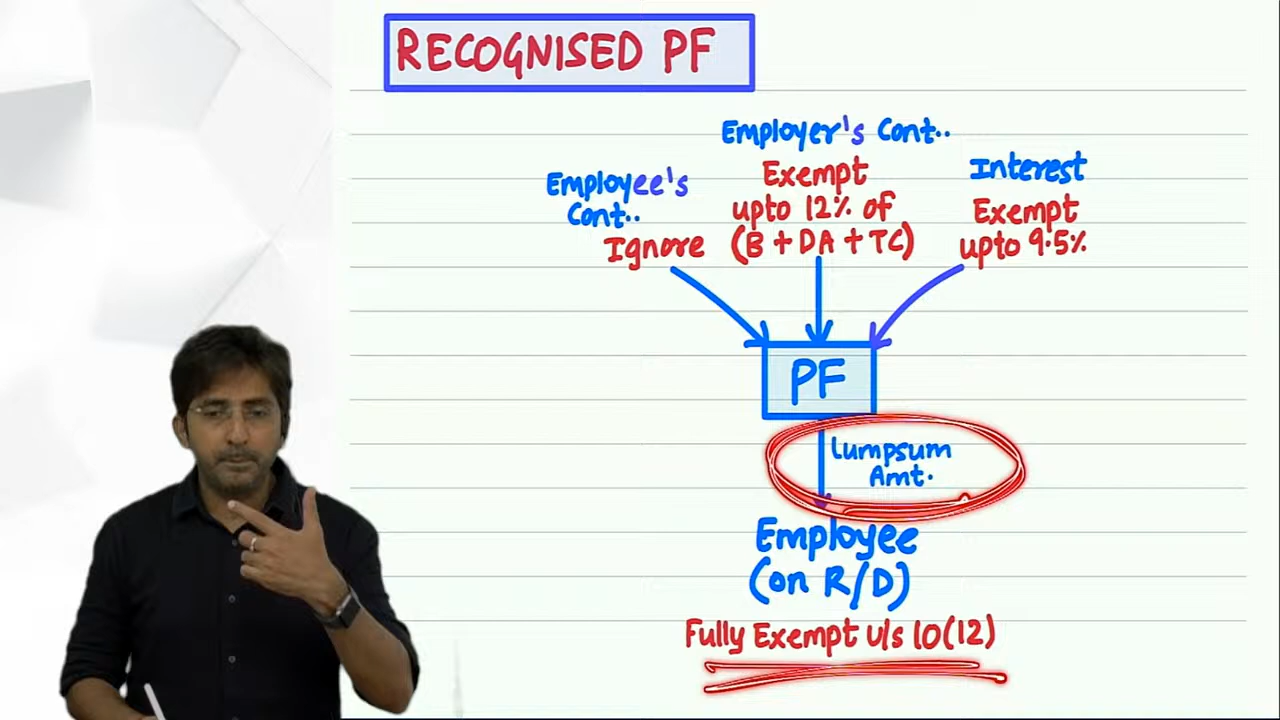 RECOGNISED PF
Employee's
Cont..
Ignore
Employer's Cont..
Exempt
upto 12% of
(B + DA + TC)
Interest
Exempt
upto 9.5%
PF
Lumpsum
Amt.
Employee
(on R/D)
Fully Exempt u/s 10(12)